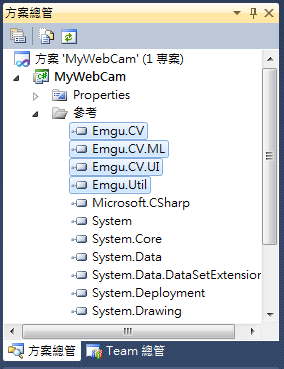 方案總管
方案 'MyWebCam' (1 專案)
MyWebCam
Properties
參考
Emgu.CV
Emgu.CV.ML
Emgu.CV.UI
Emgu.Util
Microsoft.CSharp
System
System.Core
System.Data
System.Data.DataSetExtension
System.Deployment
System.Drawing
方案總管 Team 總管